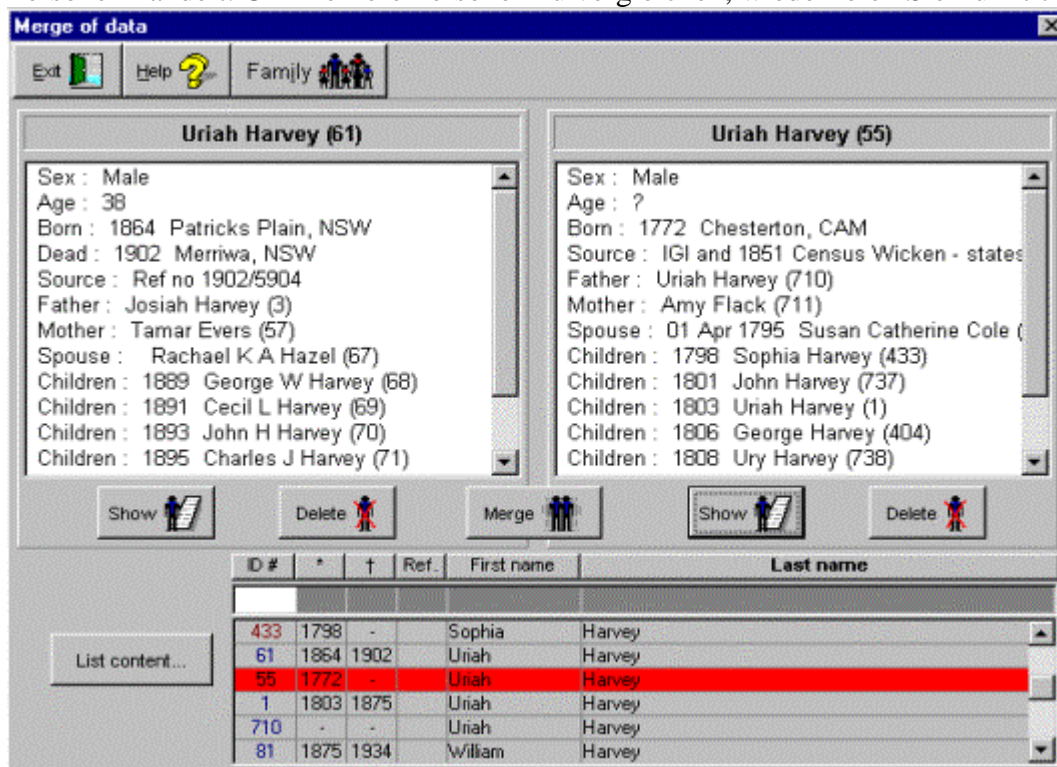 Merge of data
Exit
Help
Family
Uriah Harvey (61)
Sex : Male
Age : 38
Born : 1864 Patricks Plain, NSW
Dead : 1902 Merriwa, NSW
Source : Ref no 1902/5904
Father : Josiah Harvey (3)
Mother : Tamar Evers (57)
Spouse : Rachael K A Hazel (67)
Children : 1889 George W Harvey (68)
Children : 1891 Cecil L Harvey (69)
Children : 1893 John H Harvey (70)
Children : 1895 Charles J Harvey (71)
Uriah Harvey (55)
Sex : Male
Age : ?
Born : 1772 Chesterton, CAM
Source : IGI and 1851 Census Wicken - states
Father : Uriah Harvey (710)
Mother : Amy Flack (711)
Spouse : 01 Apr 1795 Susan Catherine Cole (
Children : 1798 Sophia Harvey (433)
Children : 1801 John Harvey (737)
Children : 1803 Uriah Harvey (1)
Children : 1806 George Harvey (404)
Children : 1808 Ury Harvey (738)
Show Delete Merge Show Delete
ID # * † Ref. First name Last name
433 1798 - Sophia Harvey
61 1864 1902 Uriah Harvey
55 1772 - Uriah Harvey
1 1803 1875 Uriah Harvey
710 - - Uriah Harvey
81 1875 1934 William Harvey
List content...